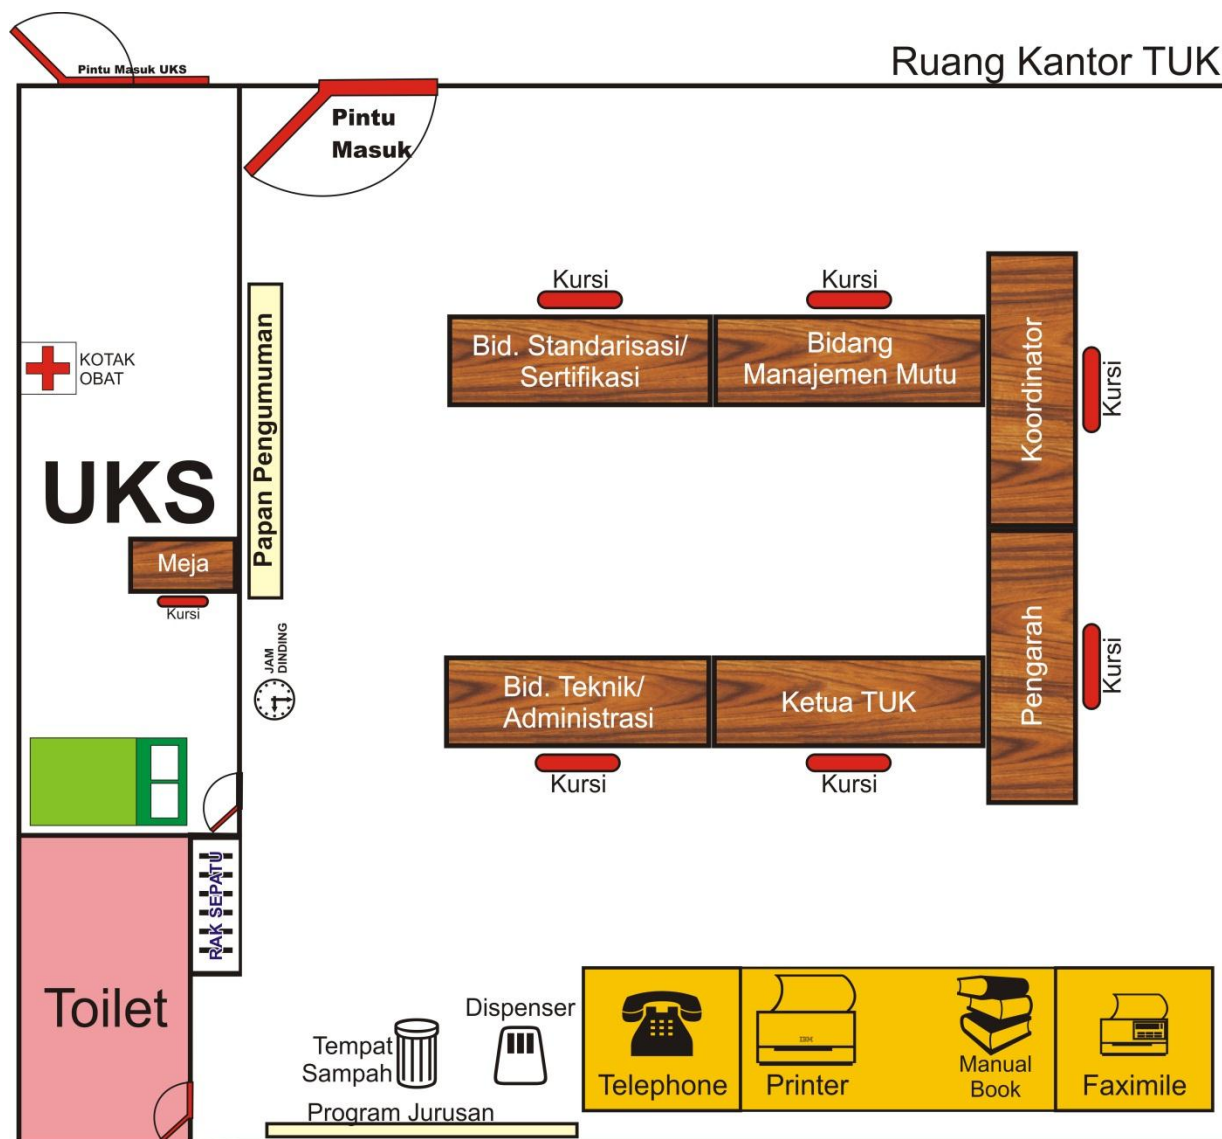 Ruang Kantor TUK
Pintu Masuk UKS
Pintu
Masuk
Kursi
Kursi
Bid. Standarisasi/
Sertifikasi
Bidang
Manajemen Mutu
Koordinator
Kursi
KOTAK
OBAT
Papan Pengumuman
UKS
Meja
Kursi
JAM
DINDING
Bid. Teknik/
Administrasi
Ketua TUK
Pengarah
Kursi
Kursi
Kursi
RAK SEPATU
Toilet
Dispenser
Tempat
Sampah
Telephone
Printer
IBM
Manual
Book
Faximile
Program Jurusan